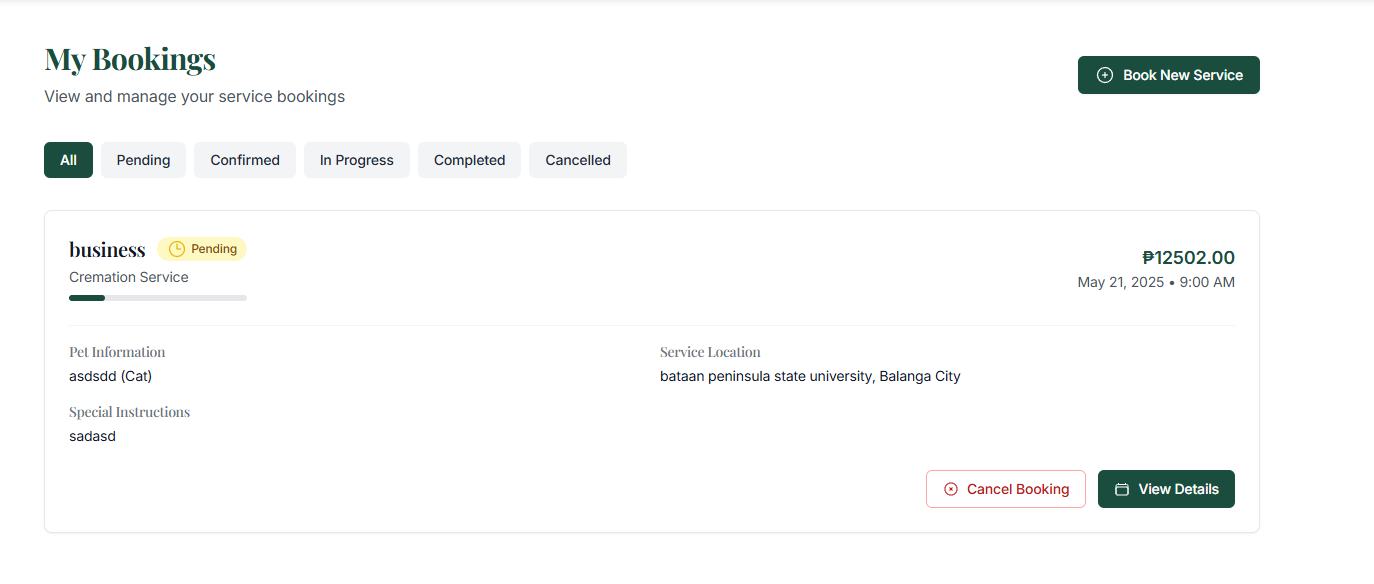 My Bookings
View and manage your service bookings
Book New Service
All
Pending
Confirmed
In Progress
Completed
Cancelled
business
Pending
Cremation Service
₱12502.00
May 21, 2025 • 9:00 AM
Pet Information
asdsdd (Cat)
Service Location
bataan peninsula state university, Balanga City
Special Instructions
sadasd
Cancel Booking
View Details